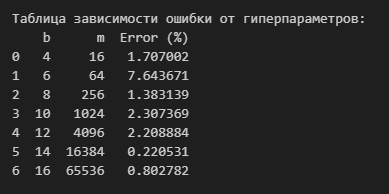 Таблица зависимости ошибки от гиперпараметров:
b m Error (%)
0 4 16 1.707002
1 6 64 7.643671
2 8 256 1.383139
3 10 1024 2.307369
4 12 4096 2.208884
5 14 16384 0.220531
6 16 65536 0.802782